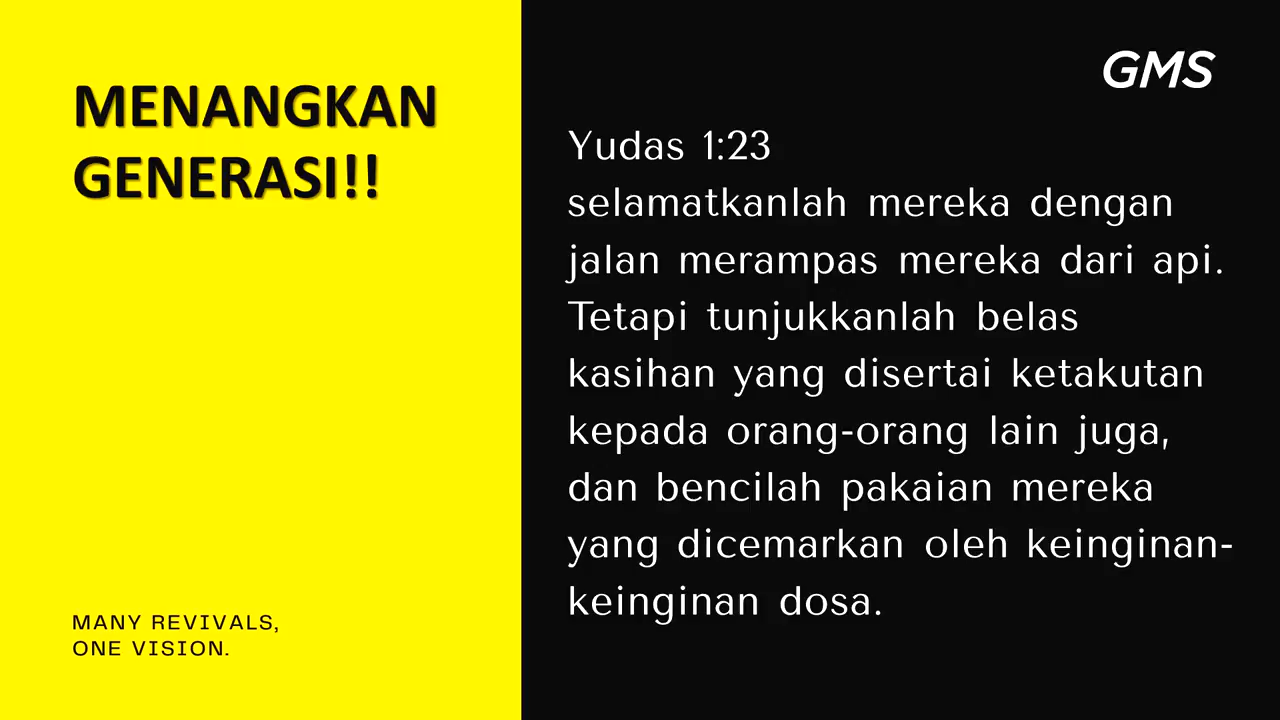 MENANGKAN
GENERASI!!
MANY REVIVALS,
ONE VISION.
GMS
Yudas 1:23
selamatkanlah mereka dengan
jalan merampas mereka dari api.
Tetapi tunjukkanlah belas
kasihan yang disertai ketakutan
kepada orang-orang lain juga,
dan bencilah pakaian mereka
yang dicemarkan oleh keinginan-
keinginan dosa.